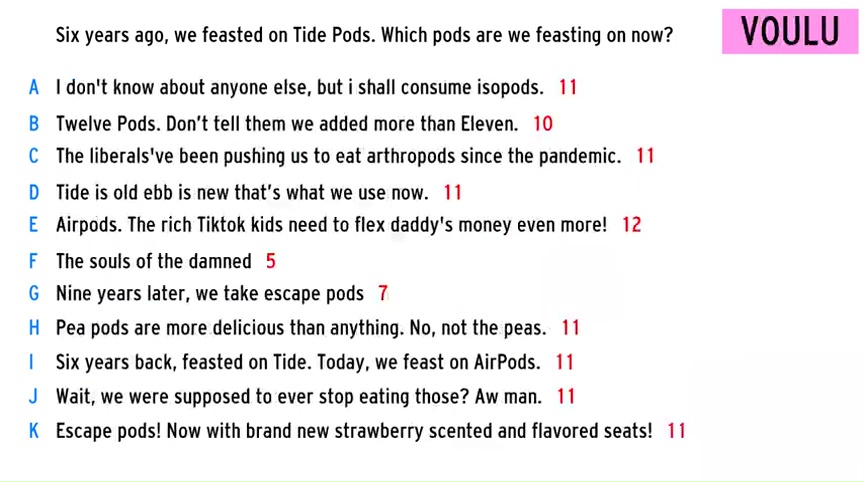 Six years ago, we feasted on Tide Pods. Which pods are we feasting on now?
VOULU
A I don't know about anyone else, but i shall consume isopods. 11
B Twelve Pods. Don’t tell them we added more than Eleven. 10
C The liberals've been pushing us to eat arthropods since the pandemic. 11
D Tide is old ebb is new that’s what we use now. 11
E Airpods. The rich Tiktok kids need to flex daddy's money even more! 12
F The souls of the damned 5
G Nine years later, we take escape pods 7
H Pea pods are more delicious than anything. No, not the peas. 11
I Six years back, feasted on Tide. Today, we feast on AirPods. 11
J Wait, we were supposed to ever stop eating those? Aw man. 11
K Escape pods! Now with brand new strawberry scented and flavored seats! 11